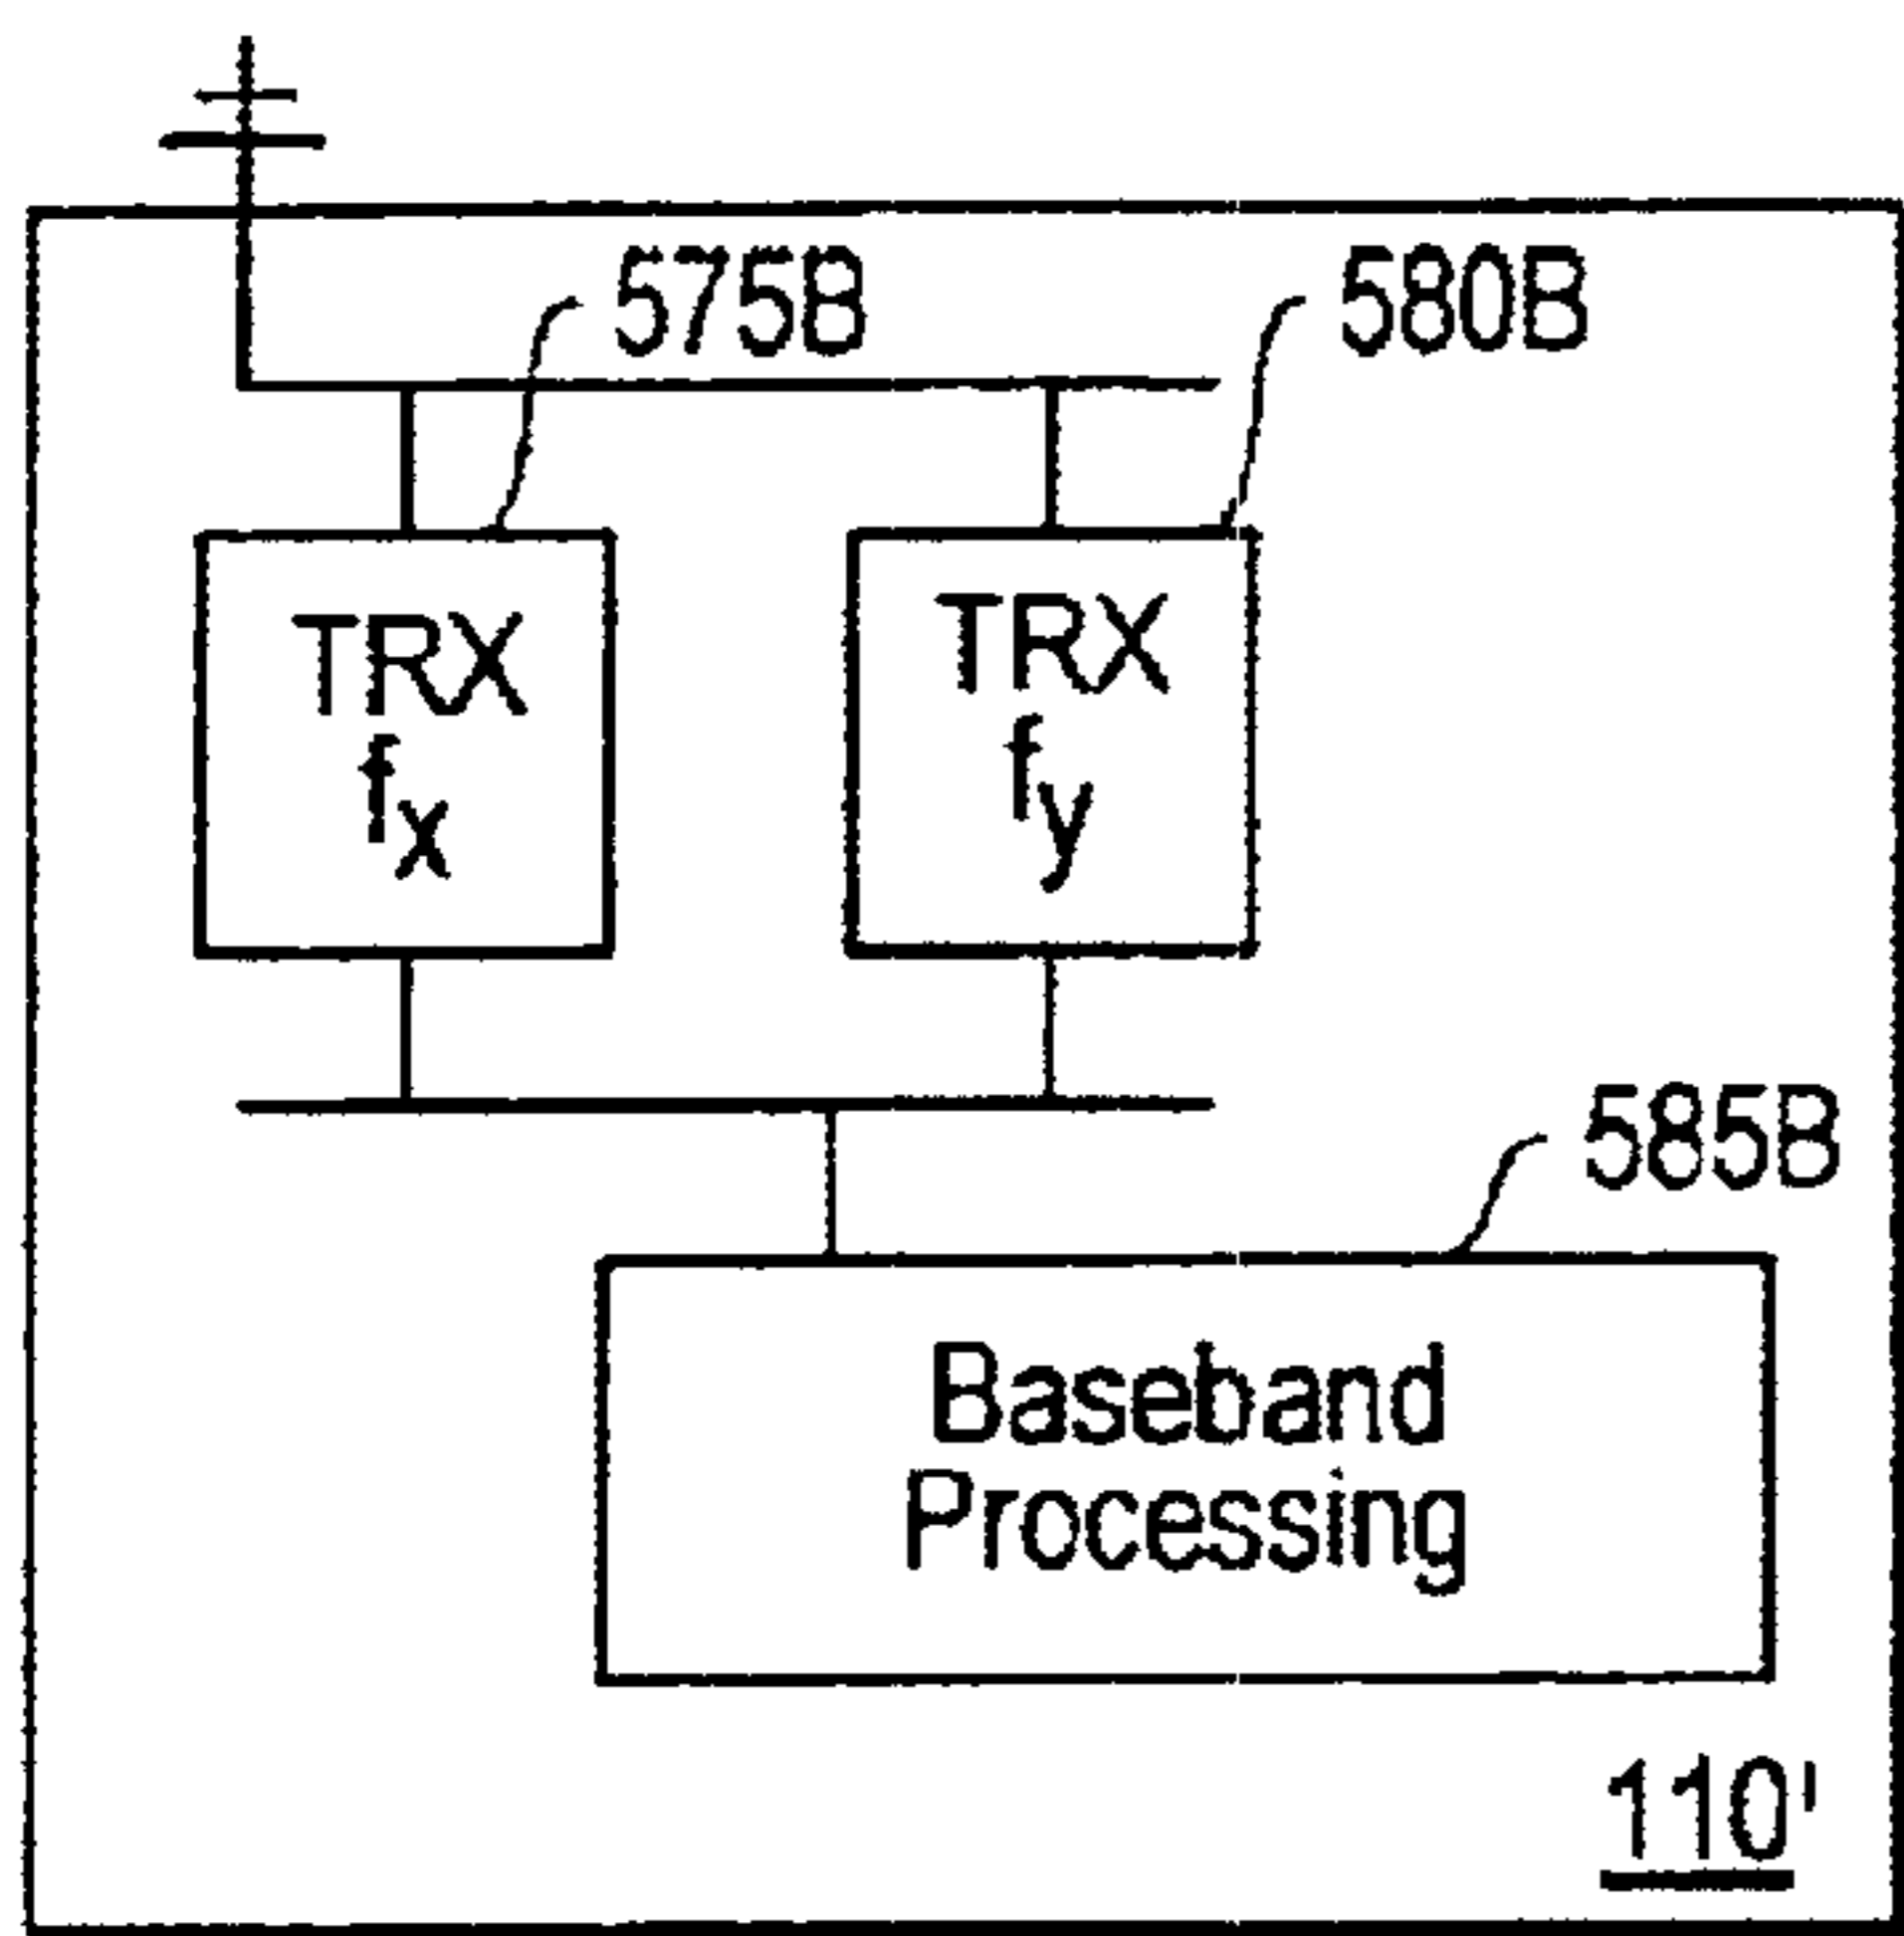 575B
580B
TRX
fx
TRX
fy
585B
Baseband
Processing
110'